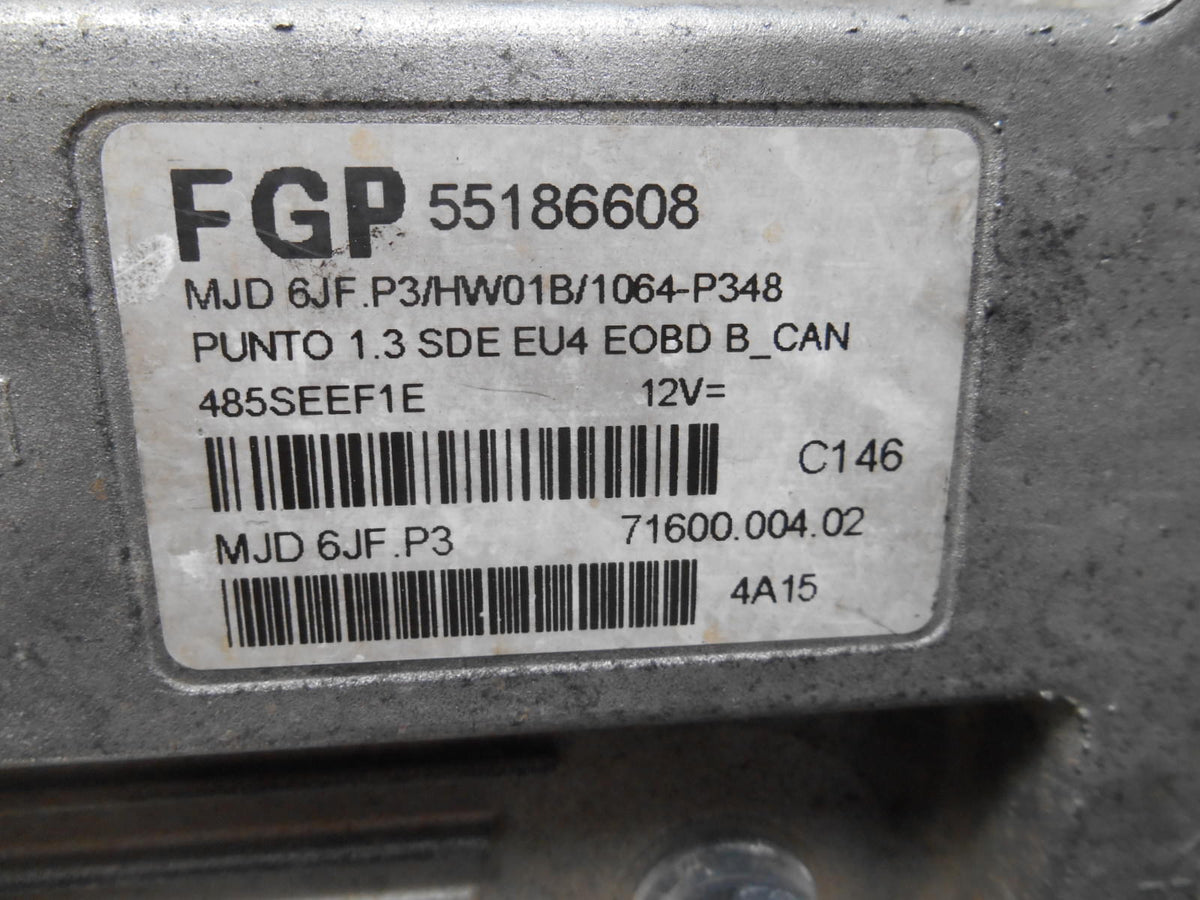 FGP 55186608
MJD 6JF.P3/HW01B/1064-P348
PUNTO 1.3 SDE EU4 EOBD B_CAN
485SEEF1E 12V=
C146
MJD 6JF.P3 71600.004.02
4A15